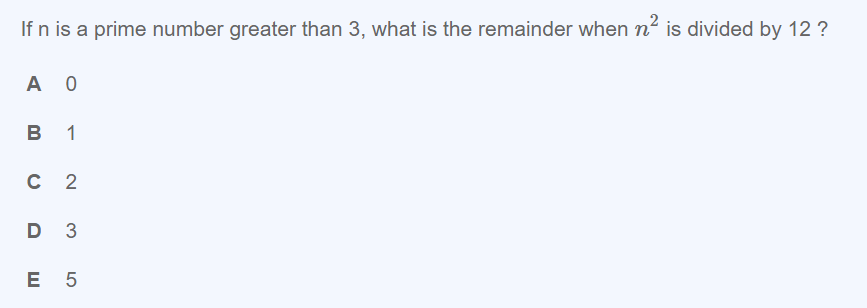 If n is a prime number greater than 3, what is the remainder when n² is divided by 12 ?
A 0
B 1
C 2
D 3
E 5